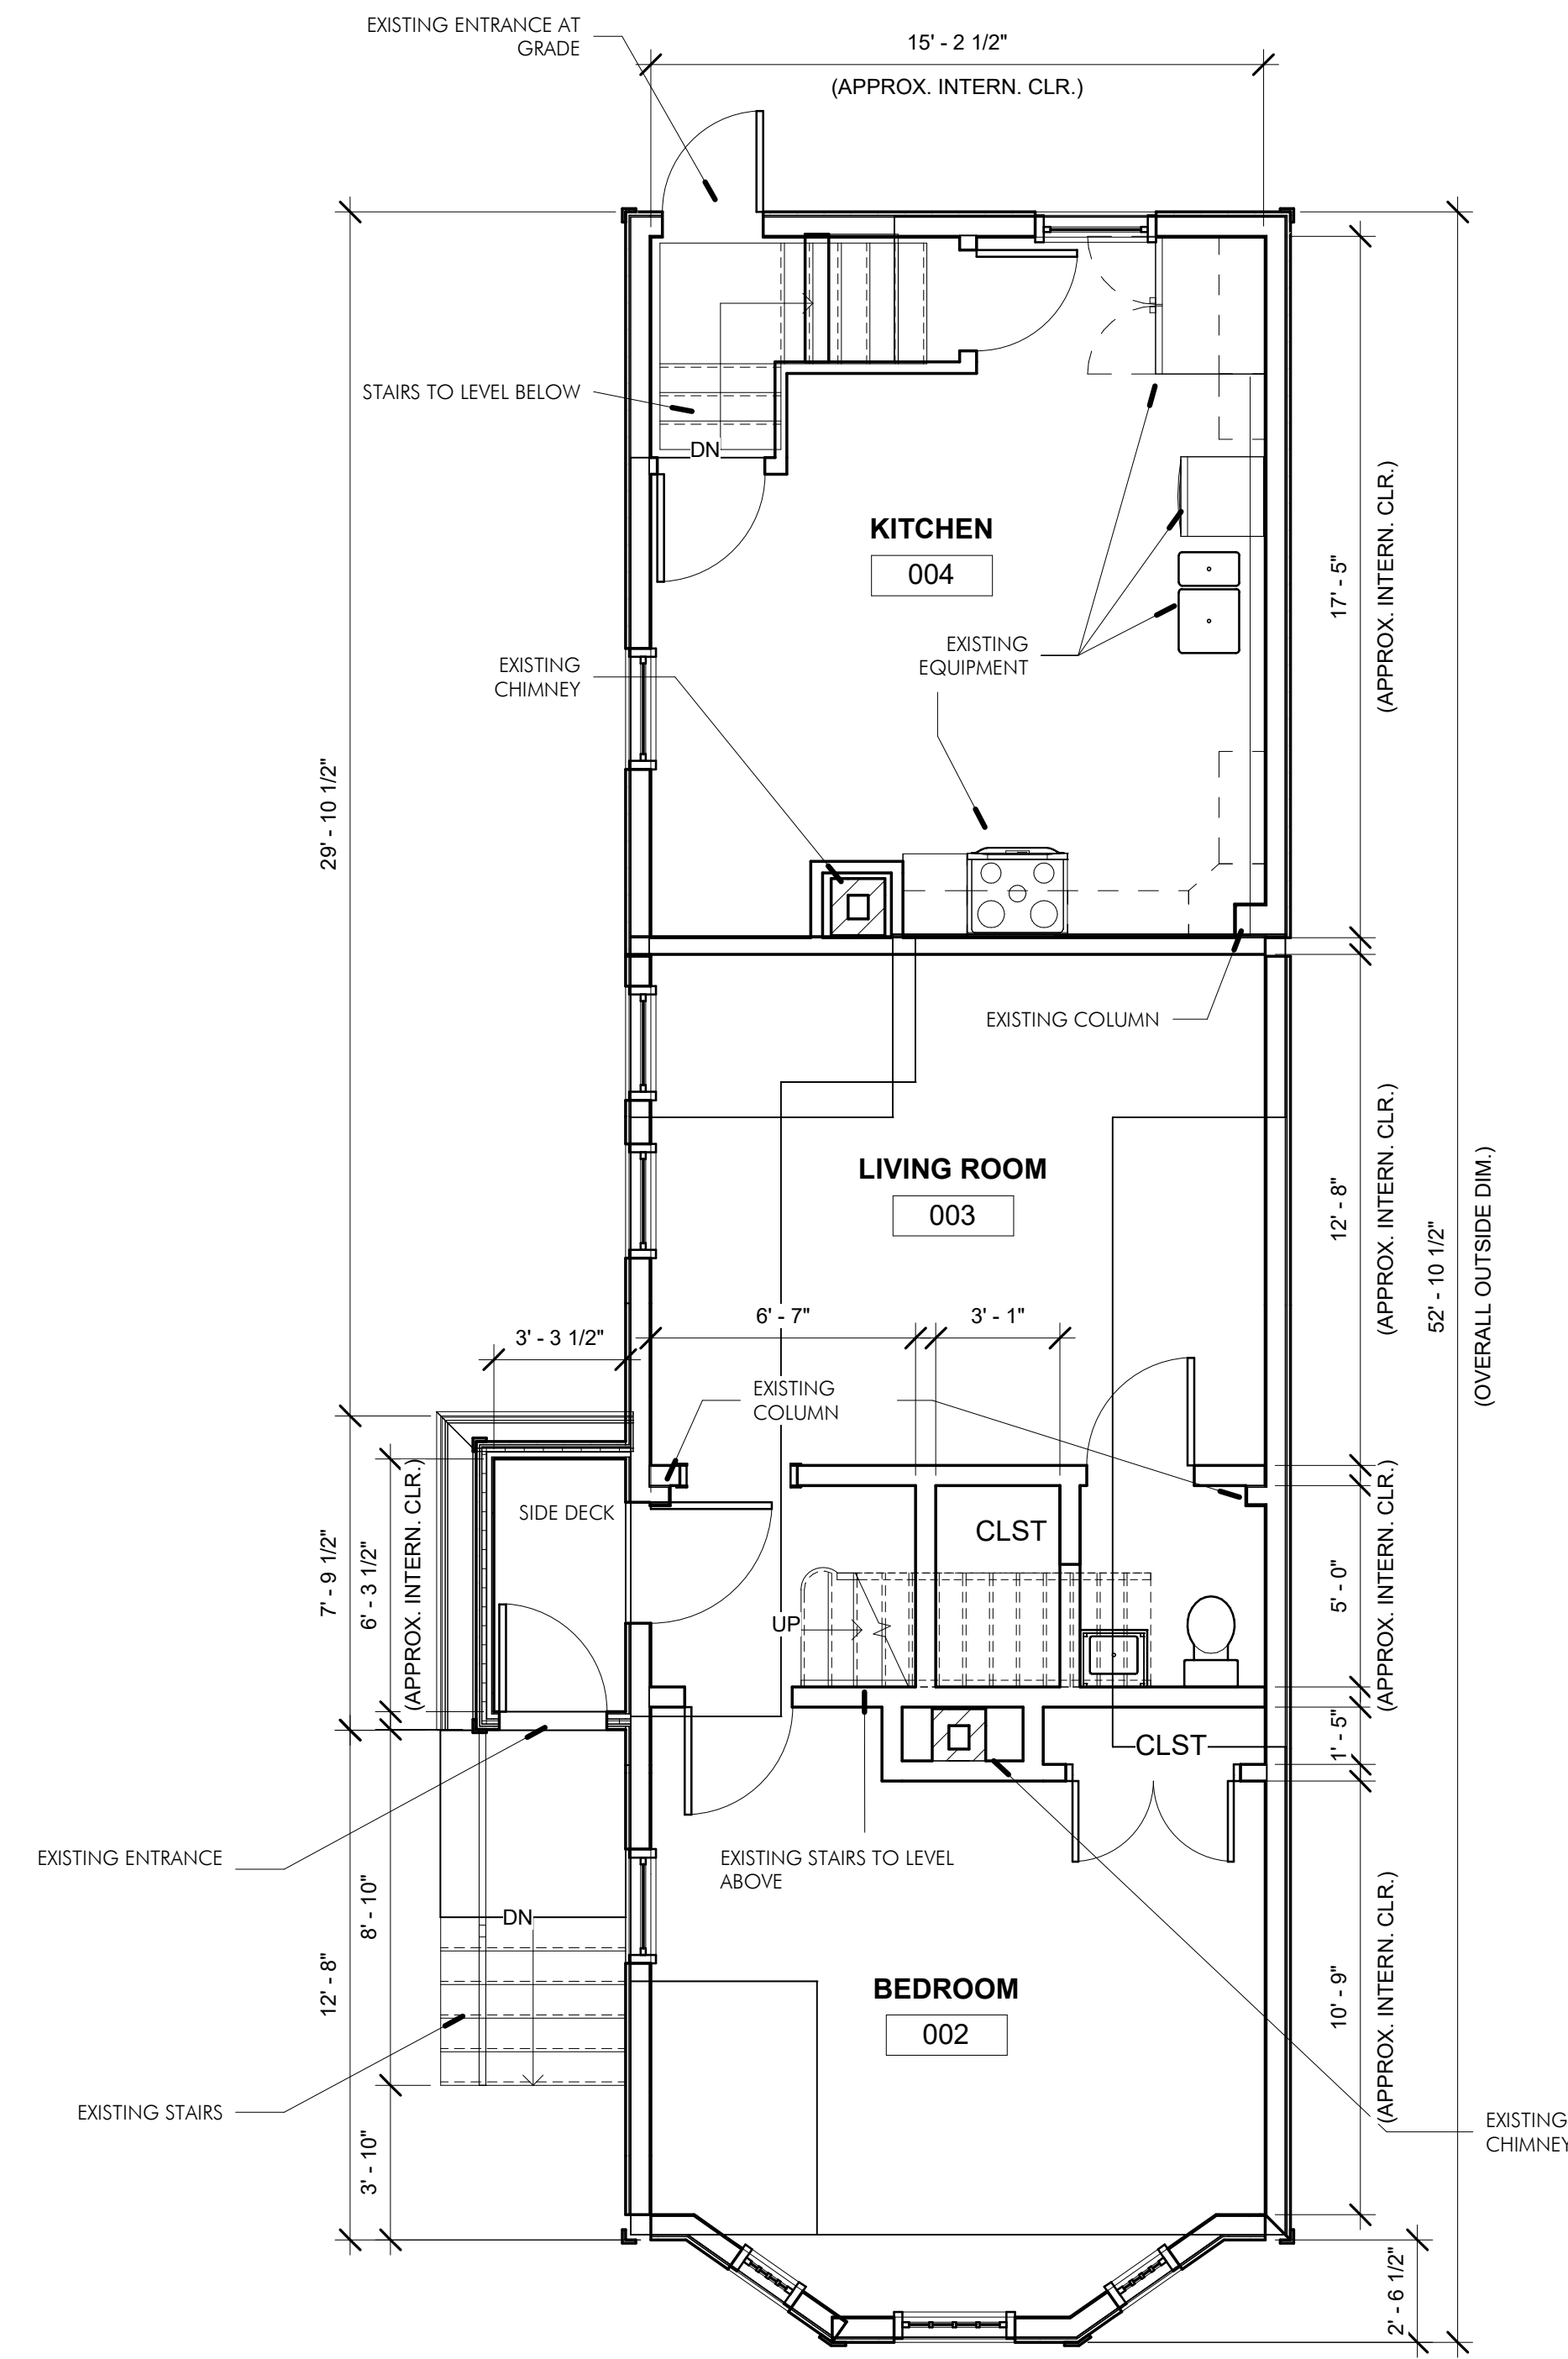 EXISTING ENTRANCE AT
GRADE
15' - 2 1/2"
(APPROX. INTERN. CLR.)
STAIRS TO LEVEL BELOW
DN
KITCHEN
004
17' - 5"
(APPROX. INTERN. CLR.)
EXISTING
EQUIPMENT
EXISTING
CHIMNEY
29' - 10 1/2"
EXISTING COLUMN
LIVING ROOM
003
12' - 8"
(APPROX. INTERN. CLR.)
52' - 10 1/2"
(OVERALL OUTSIDE DIM.)
6' - 7"
3' - 1"
3' - 3 1/2"
EXISTING
COLUMN
SIDE DECK
CLST
7' - 9 1/2"
6' - 3 1/2"
(APPROX. INTERN. CLR.)
UP
5' - 0"
(APPROX. INTERN. CLR.)
1' - 5"
CLST
EXISTING ENTRANCE
EXISTING STAIRS TO LEVEL
ABOVE
8' - 10"
DN
12' - 8"
BEDROOM
002
10' - 9"
(APPROX. INTERN. CLR.)
EXISTING STAIRS
3' - 10"
EXISTING
CHIMNEY
2' - 6 1/2"